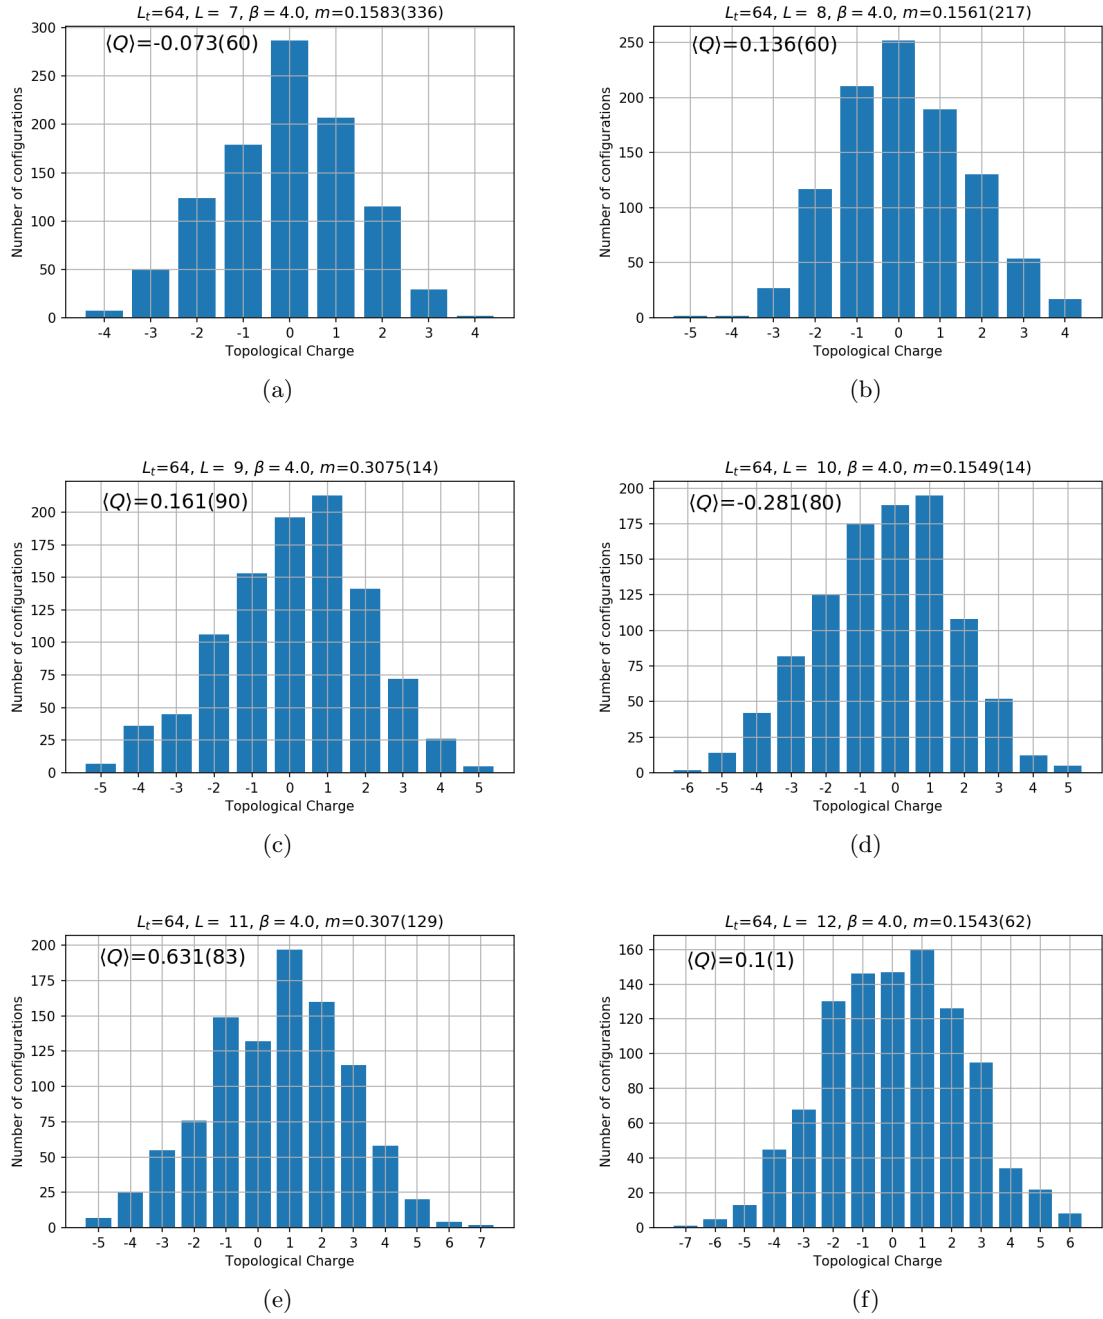 L_t=64, L= 7, β=4.0, m=0.1583(336)
⟨Q⟩=-0.073(60)
300
250
200
150
100
50
0
Number of configurations
-4 -3 -2 -1 0 1 2 3 4
Topological Charge
(a)
L_t=64, L= 8, β=4.0, m=0.1561(217)
⟨Q⟩=0.136(60)
250
200
150
100
50
0
Number of configurations
-5 -4 -3 -2 -1 0 1 2 3 4
Topological Charge
(b)
L_t=64, L= 9, β=4.0, m=0.3075(14)
⟨Q⟩=0.161(90)
200
175
150
125
100
75
50
25
0
Number of configurations
-5 -4 -3 -2 -1 0 1 2 3 4 5
Topological Charge
(c)
L_t=64, L= 10, β=4.0, m=0.1549(14)
⟨Q⟩=-0.281(80)
200
175
150
125
100
75
50
25
0
Number of configurations
-6 -5 -4 -3 -2 -1 0 1 2 3 4 5
Topological Charge
(d)
L_t=64, L= 11, β=4.0, m=0.307(129)
⟨Q⟩=0.631(83)
200
175
150
125
100
75
50
25
0
Number of configurations
-5 -4 -3 -2 -1 0 1 2 3 4 5 6 7
Topological Charge
(e)
L_t=64, L= 12, β=4.0, m=0.1543(62)
⟨Q⟩=0.1(1)
160
140
120
100
80
60
40
20
0
Number of configurations
-7 -6 -5 -4 -3 -2 -1 0 1 2 3 4 5 6
Topological Charge
(f)